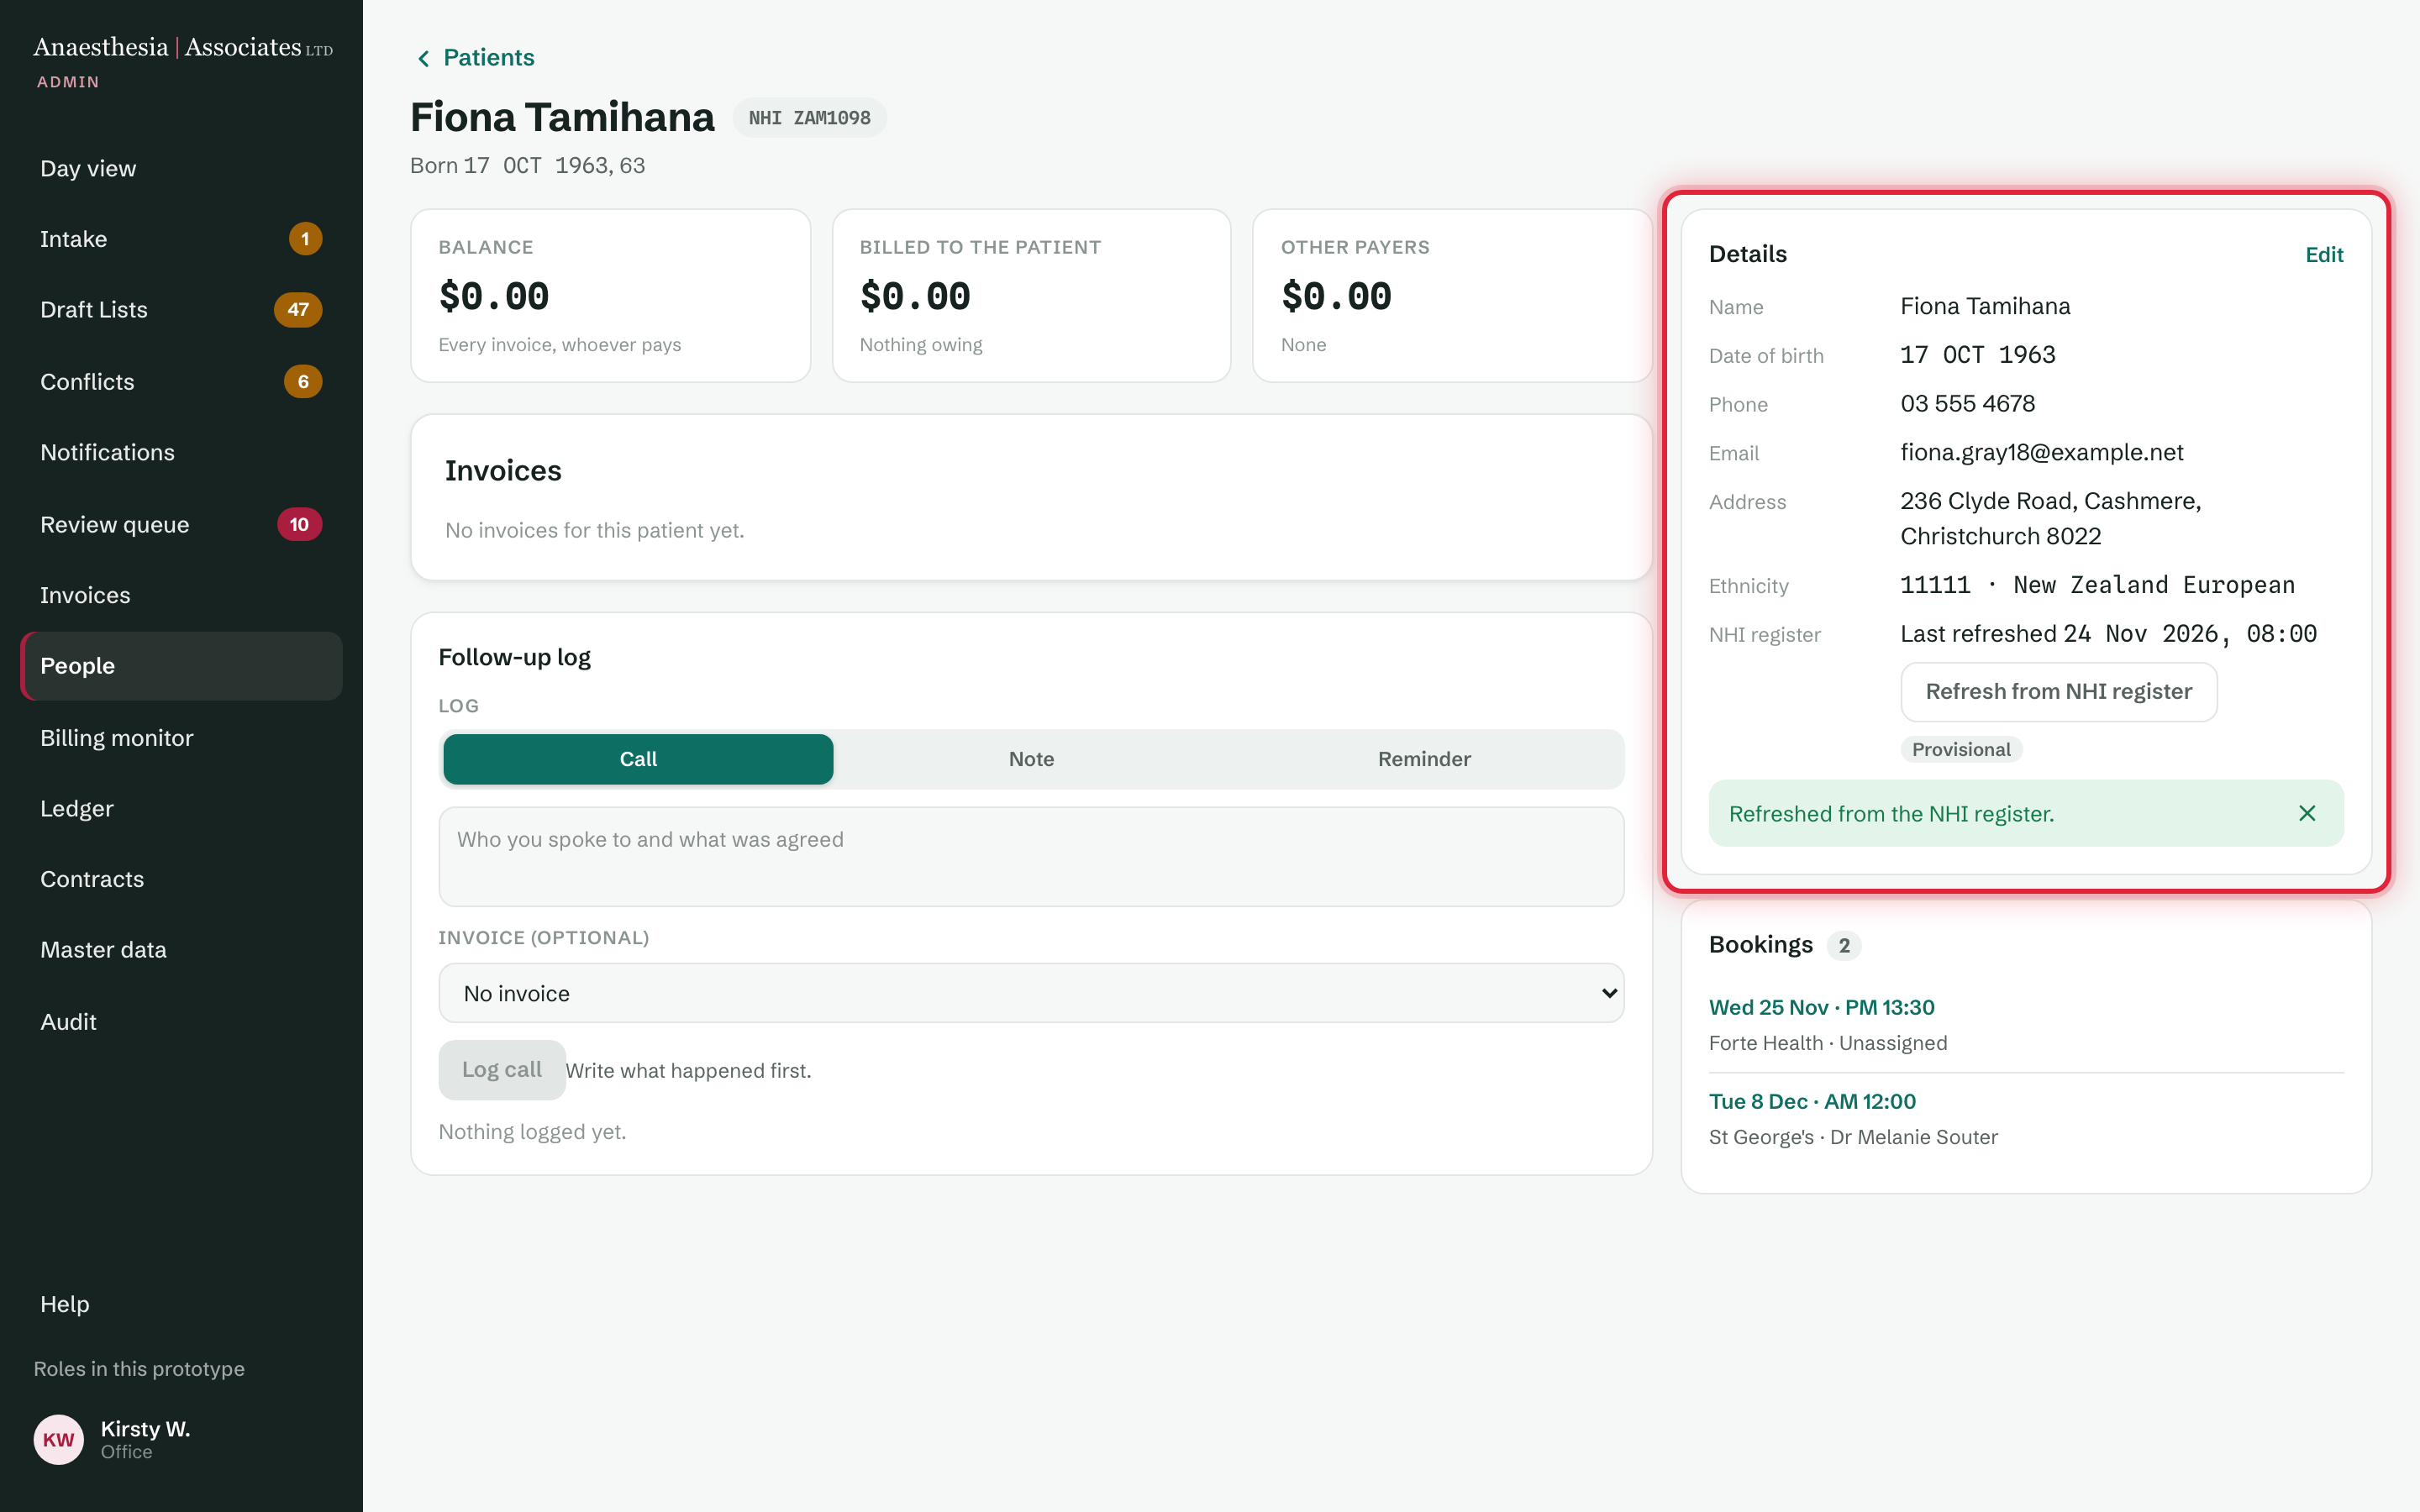 Anaesthesia | Associates LTD
ADMIN
Day view
Intake 1
Draft Lists 47
Conflicts 6
Notifications
Review queue 10
Invoices
People
Billing monitor
Ledger
Contracts
Master data
Audit
Help
Roles in this prototype
KW
Kirsty W.
Office
Patients
Fiona Tamihana NHI ZAM1098
Born 17 OCT 1963, 63
BALANCE
$0.00
Every invoice, whoever pays
BILLED TO THE PATIENT
$0.00
Nothing owing
OTHER PAYERS
$0.00
None
Invoices
No invoices for this patient yet.
Follow-up log
LOG
Call Note Reminder
Who you spoke to and what was agreed
INVOICE (OPTIONAL)
No invoice
Log call Write what happened first.
Nothing logged yet.
Details Edit
Name Fiona Tamihana
Date of birth 17 OCT 1963
Phone 03 555 4678
Email fiona.gray18@example.net
Address 236 Clyde Road, Cashmere,
Christchurch 8022
Ethnicity 11111 · New Zealand European
NHI register Last refreshed 24 Nov 2026, 08:00
Refresh from NHI register
Provisional
Refreshed from the NHI register.
Bookings 2
Wed 25 Nov · PM 13:30
Forte Health · Unassigned
Tue 8 Dec · AM 12:00
St George's · Dr Melanie Souter